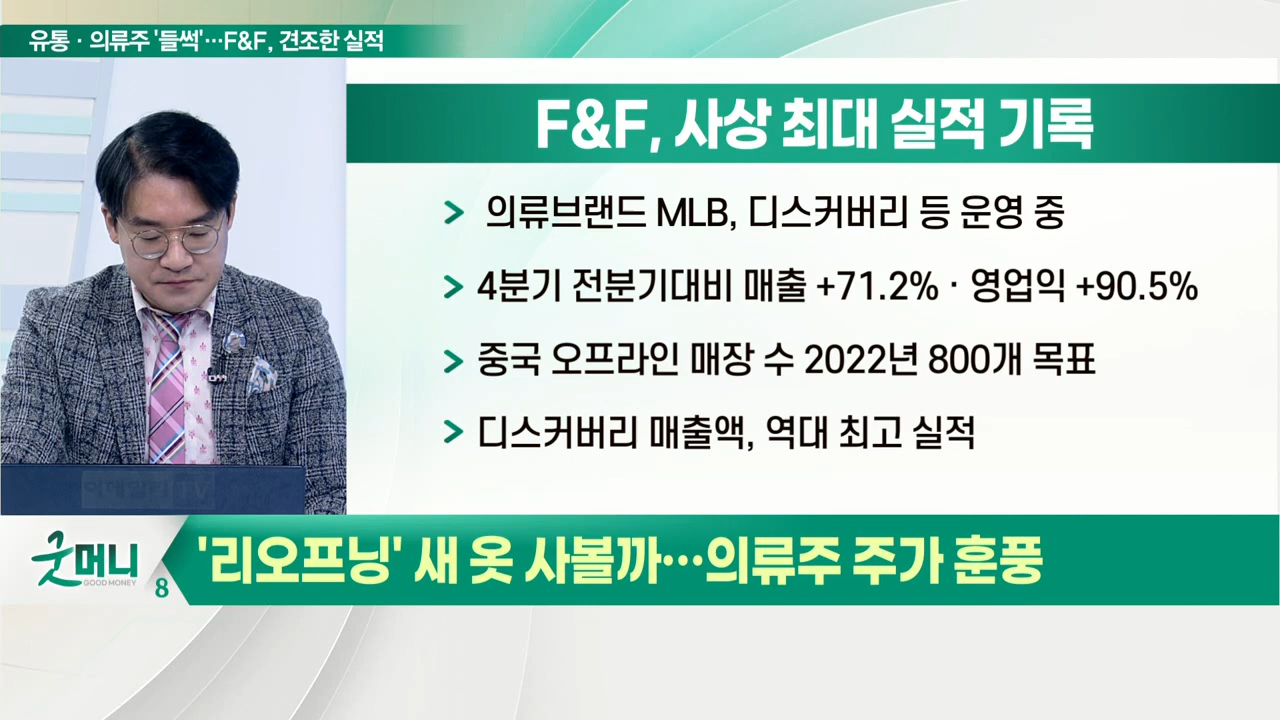 유통·의류주 '들썩'…F&F, 견조한 실적
F&F, 사상 최대 실적 기록
> 의류브랜드 MLB, 디스커버리 등 운영 중
> 4분기 전분기대비 매출 +71.2% · 영업익 +90.5%
> 중국 오프라인 매장 수 2022년 800개 목표
> 디스커버리 매출액, 역대 최고 실적
이데일리 TV
굿머니
GOOD MONEY
8
'리오프닝' 새 옷 사볼까…의류주 주가 훈풍